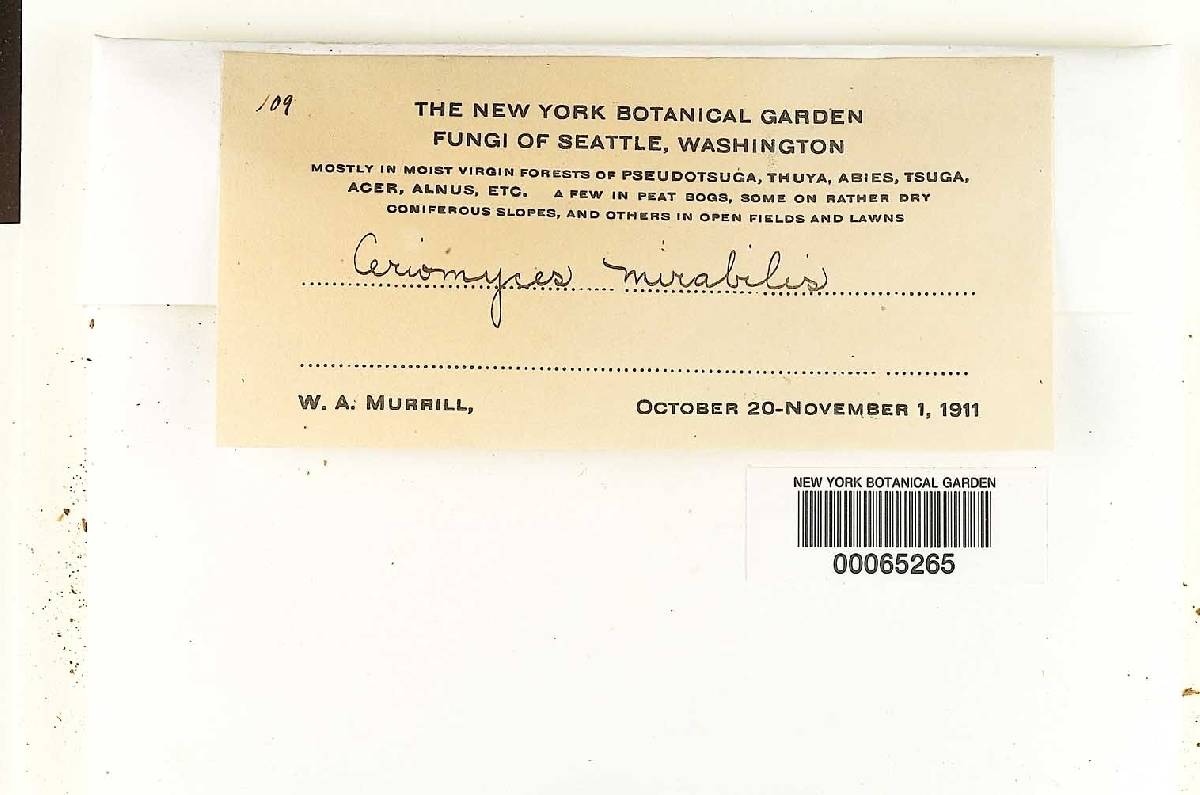 109
THE NEW YORK BOTANICAL GARDEN
FUNGI OF SEATTLE, WASHINGTON
MOSTLY IN MOIST VIRGIN FORESTS OF PSEUDOTSUGA, THUYA, ABIES, TSUGA,
ACER, ALNUS, ETC. A FEW IN PEAT BOGS, SOME ON RATHER DRY
CONIFEROUS SLOPES, AND OTHERS IN OPEN FIELDS AND LAWNS
Ceriomyces mirabilis
W. A. MURRILL, OCTOBER 20-NOVEMBER 1, 1911
NEW YORK BOTANICAL GARDEN
00065265